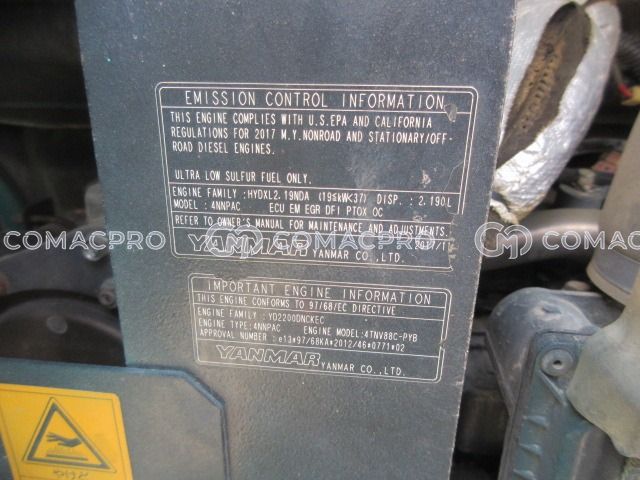 EMISSION CONTROL INFORMATION
THIS ENGINE COMPLIES WITH U.S.EPA AND CALIFORNIA
REGULATIONS FOR 2017 M.Y.NONROAD AND STATIONARY/OFF-
ROAD DIESEL ENGINES.
ULTRA LOW SULFUR FUEL ONLY.
ENGINE FAMILY : HYDXL2.19NDA (19≤kW<37) DISP. : 2.190L
MODEL : 4NNPAC ECU EM EGR DFI PTOX OC
REFER TO OWNER'S MANUAL FOR MAINTENANCE AND ADJUSTMENTS.
2017/1
YANMAR YANMAR CO.,LTD.
COMACPRO COMACPRO COMACPRO
IMPORTANT ENGINE INFORMATION
THIS ENGINE CONFORMS TO 97/68/EC DIRECTIVE
ENGINE FAMILY : YD2200DNCKEC
ENGINE TYPE : 4NNPAC ENGINE MODEL : 4TNV88C-PYB
APPROVAL NUMBER : e13*97/68KA*2012/46*0771*02
YANMAR YANMAR CO.,LTD.